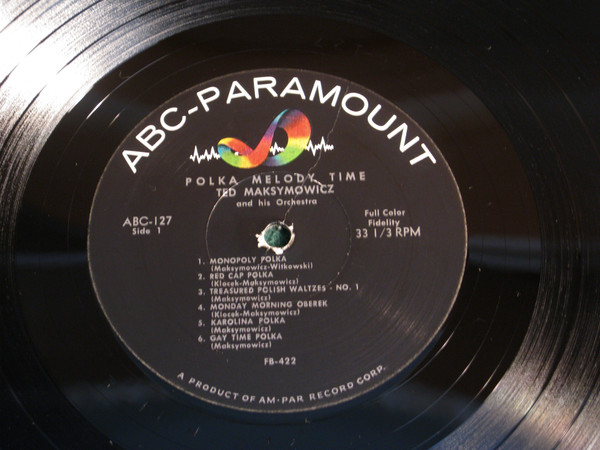 ABC-PARAMOUNT
POLKA MELODY TIME
TED MAKSYMOWICZ
and his Orchestra
ABC-127
Side 1
Full Color
Fidelity
33 1/3 RPM
1. MONOPOLY POLKA
(Maksymowicz-Witkowski)
2. RED CAP POLKA
(Klocek-Maksymowicz)
3. TREASURED POLISH WALTZES - NO. 1
(Maksymowicz)
4. MONDAY MORNING OBEREK
(Klocek-Maksymowicz)
5. KAROLINA POLKA
(Maksymowicz)
6. GAY TIME POLKA
(Maksymowicz)
FB-422
A PRODUCT OF AM-PAR RECORD CORP.